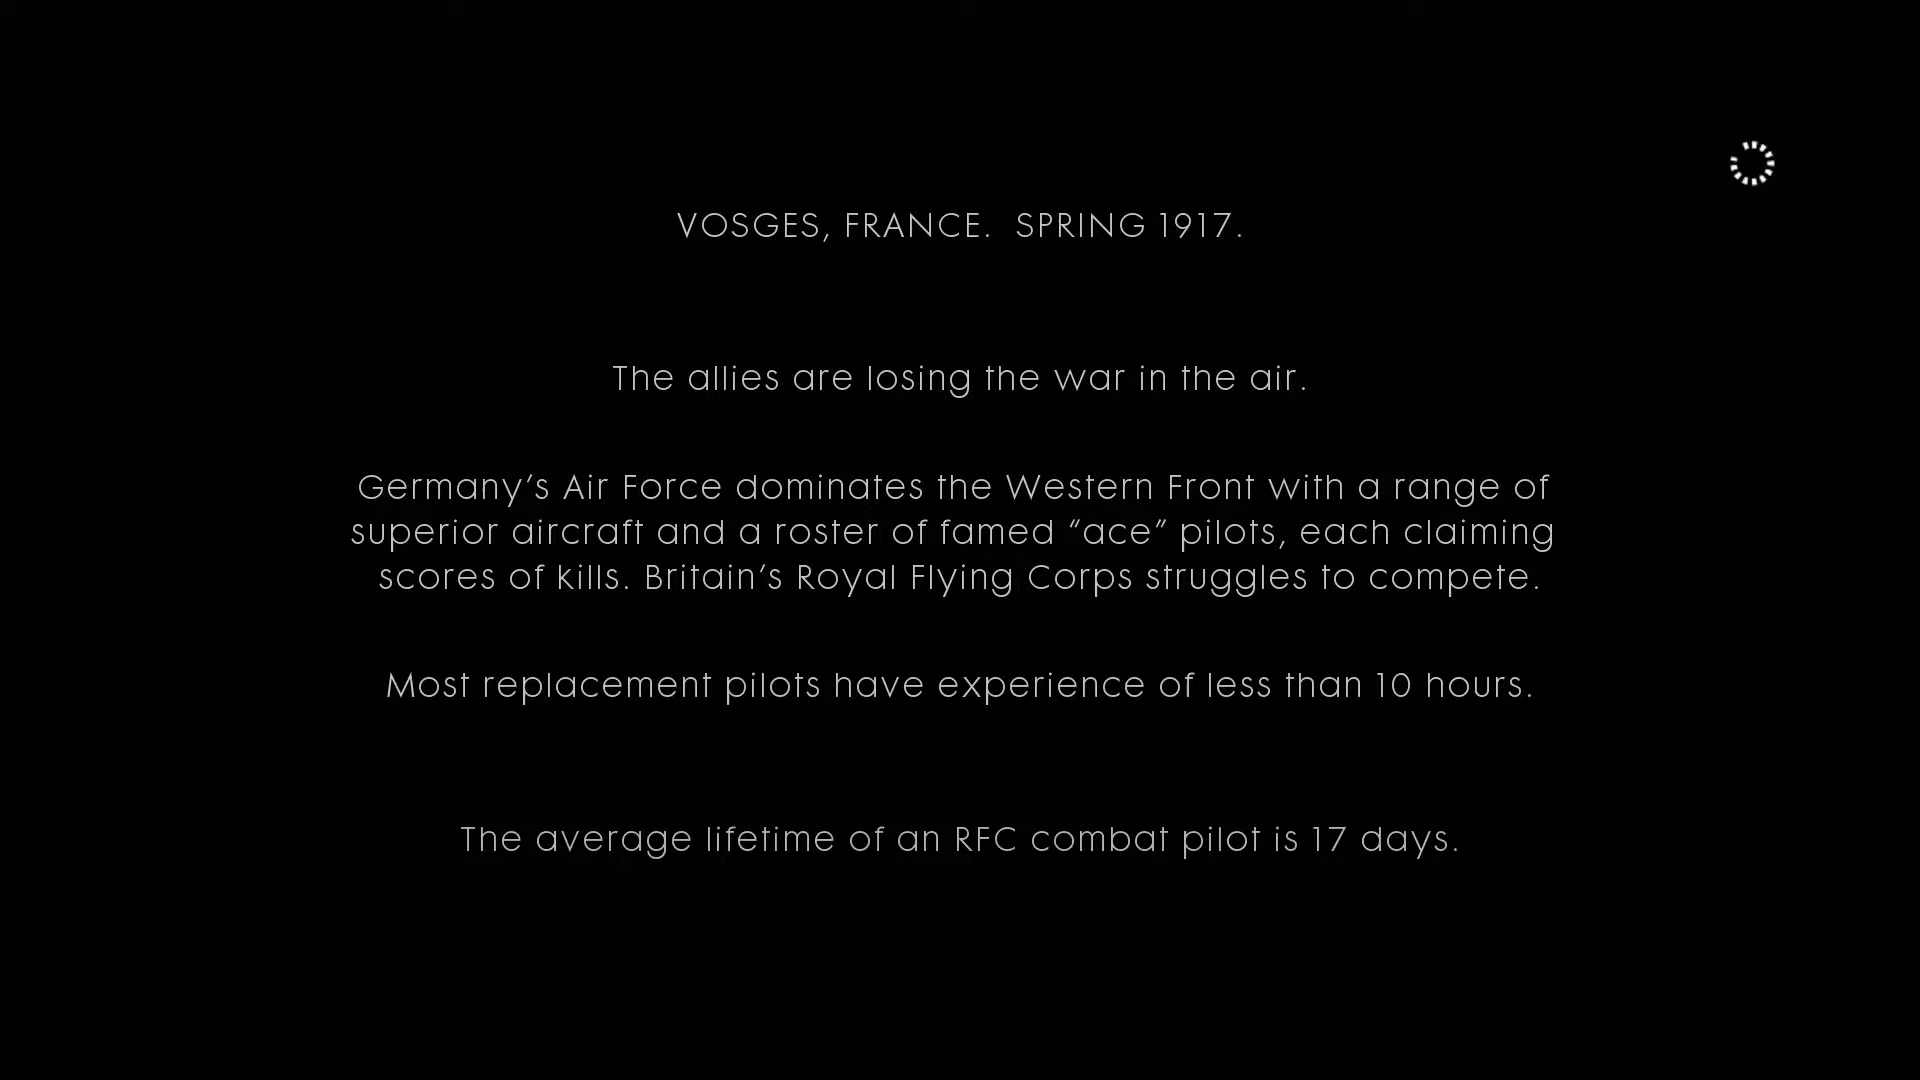 VOSGES, FRANCE.  SPRING 1917.
The allies are losing the war in the air.
Germany’s Air Force dominates the Western Front with a range of
superior aircraft and a roster of famed “ace” pilots, each claiming
scores of kills. Britain’s Royal Flying Corps struggles to compete.
Most replacement pilots have experience of less than 10 hours.
The average lifetime of an RFC combat pilot is 17 days.